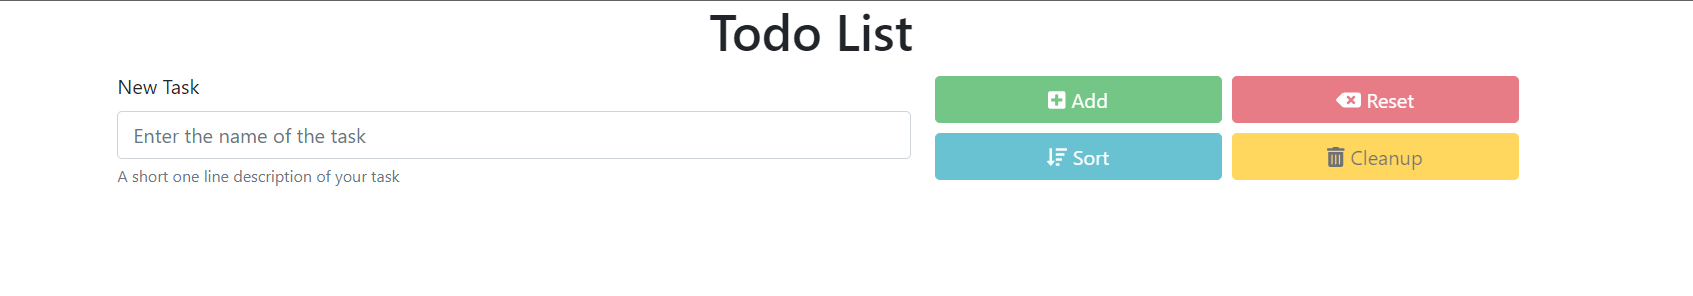 Todo List
New Task
Enter the name of the task
A short one line description of your task
Add
Reset
Sort
Cleanup